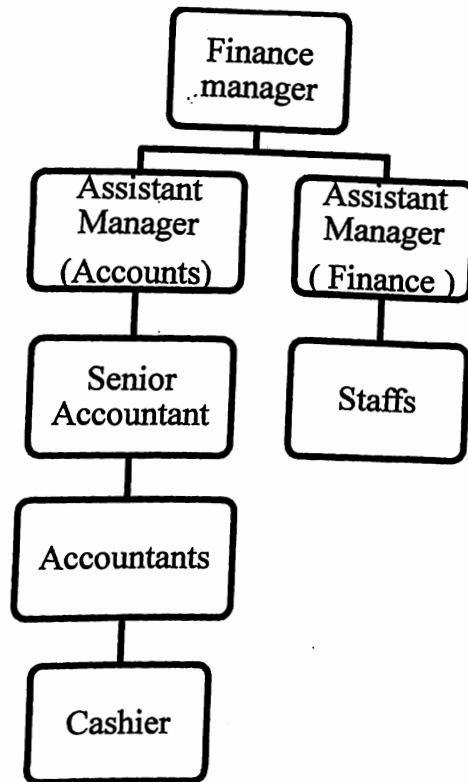 Finance
manager
Assistant
Manager
(Accounts)
Assistant
Manager
( Finance )
Senior
Accountant
Staffs
Accountants
Cashier